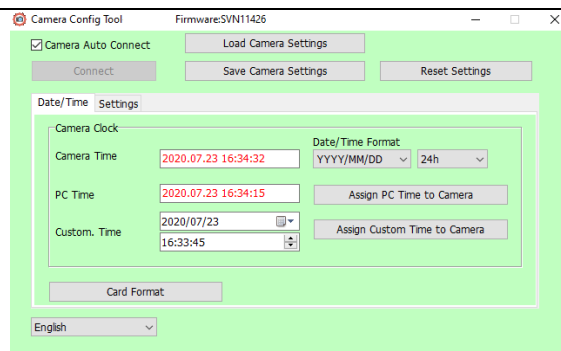 Camera Config Tool Firmware:SVN11426
Camera Auto Connect Load Camera Settings
Connect Save Camera Settings Reset Settings
Date/Time Settings
Camera Clock
Date/Time Format
Camera Time 2020.07.23 16:34:32 YYYY/MM/DD 24h
PC Time 2020.07.23 16:34:15 Assign PC Time to Camera
Custom. Time 2020/07/23
16:33:45 Assign Custom Time to Camera
Card Format
English